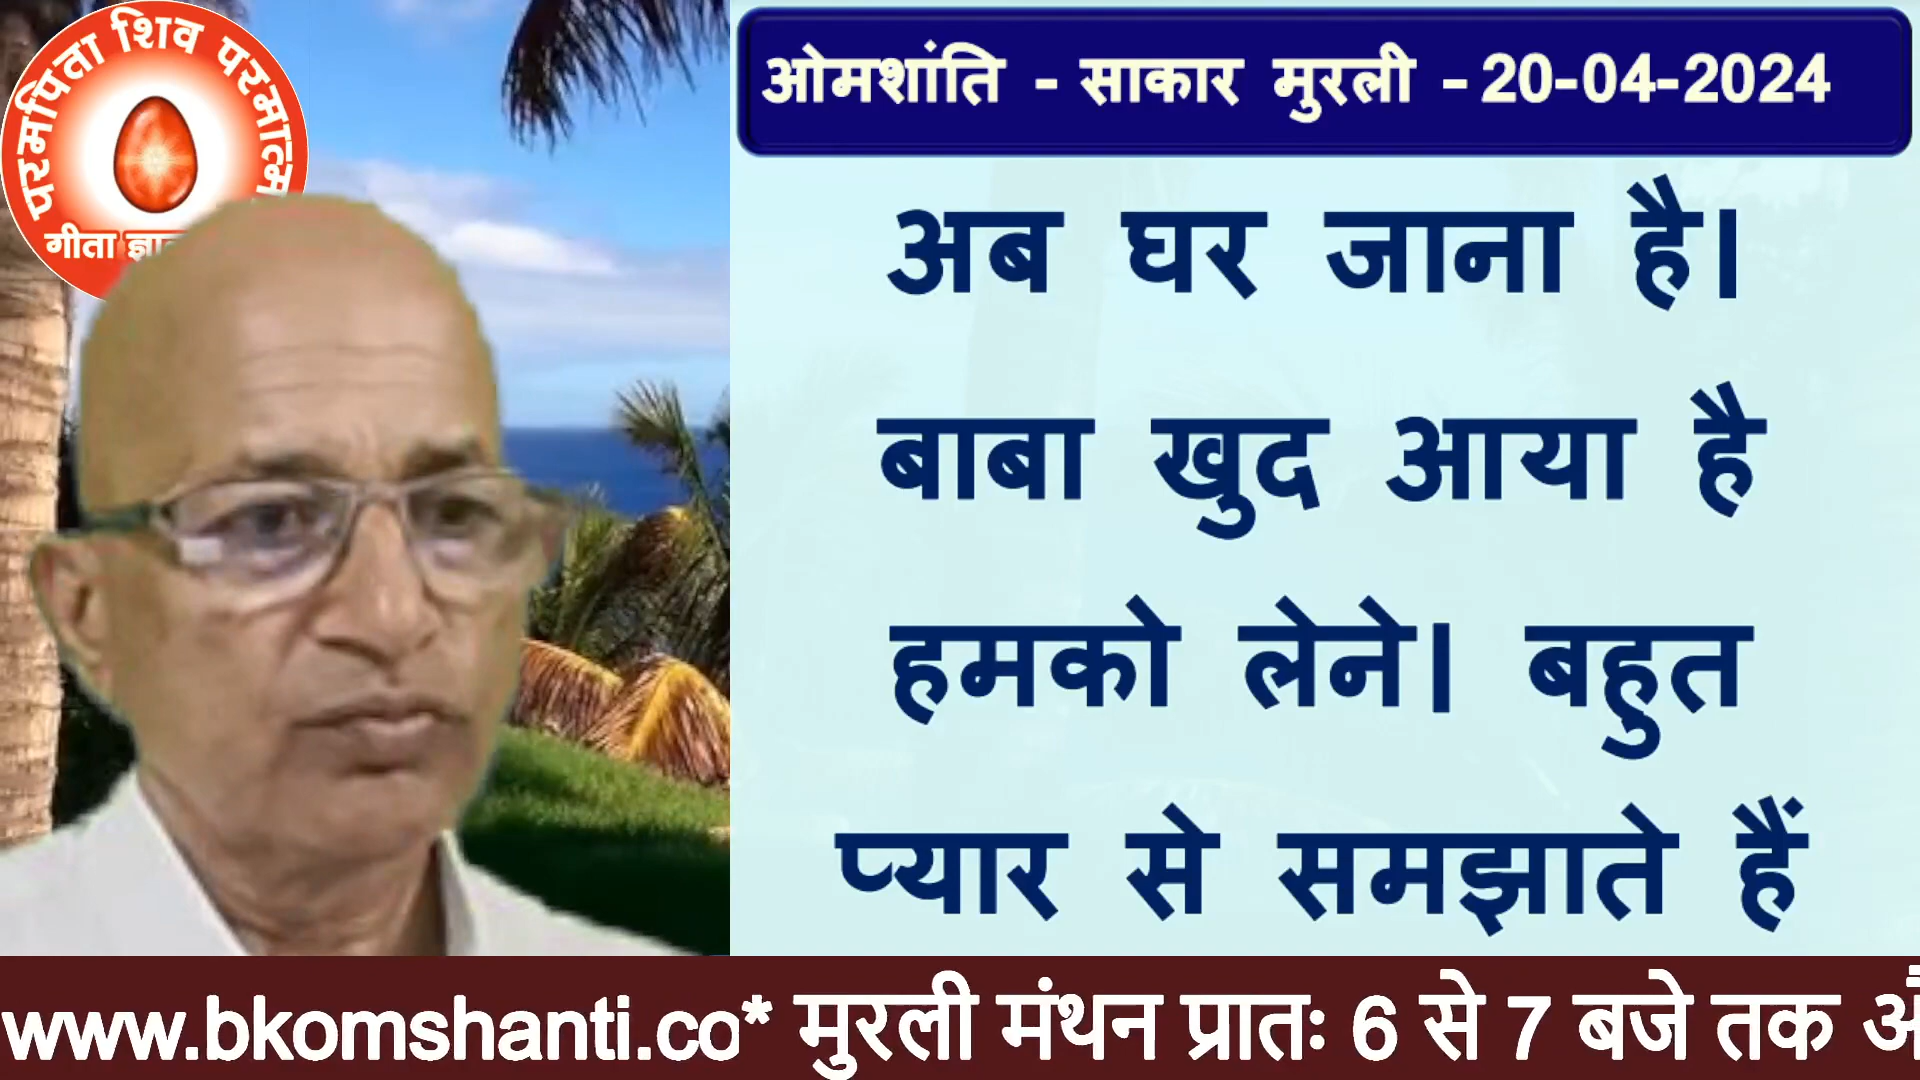 परमपिता शिव परमात्म
गीता
ओमशांति - साकार मुरली - 20-04-2024
अब घर जाना है।
बाबा खुद आया है
हमको लेने। बहुत
प्यार से समझाते हैं
www.bkomshanti.co* मुरली मंथन प्रातः 6 से 7 बजे तक